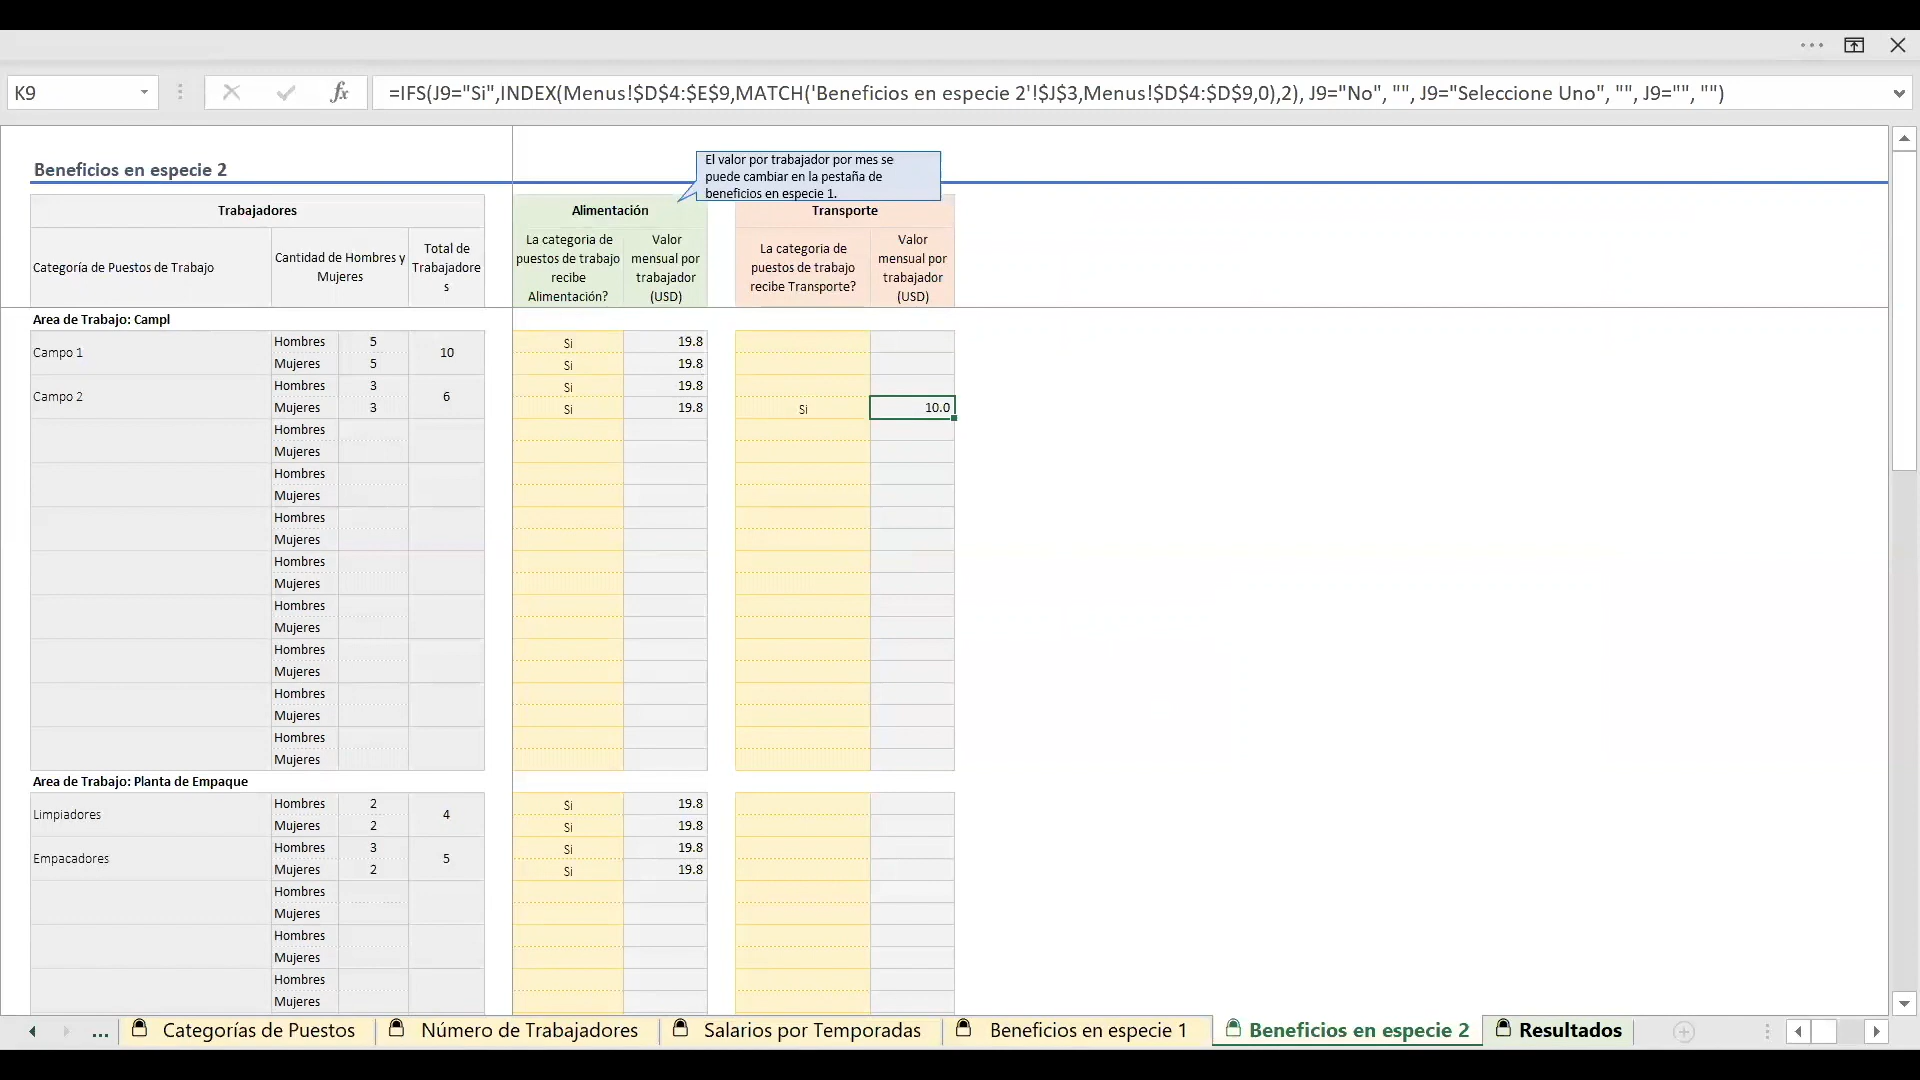 K9
fx
=IFS(J9="Si",INDEX(Menus!$D$4:$E$9,MATCH('Beneficios en especie 2'!$J$3,Menus!$D$4:$D$9,0),2), J9="No", "", J9="Seleccione Uno", "", J9="", "")
El valor por trabajador por mes se
puede cambiar en la pestaña de
beneficios en especie 1.
Beneficios en especie 2
Trabajadores
Alimentación
Transporte
Categoría de Puestos de Trabajo
Cantidad de Hombres y
Mujeres
Total de
Trabajadore
s
La categoria de
puestos de trabajo
recibe
Alimentación?
Valor
mensual por
trabajador
(USD)
La categoria de
puestos de trabajo
recibe Transporte?
Valor
mensual por
trabajador
(USD)
Area de Trabajo: Campl
Campo 1
Hombres 5 10 Si 19.8
Mujeres 5 Si 19.8
Campo 2
Hombres 3 6 Si 19.8
Mujeres 3 Si 19.8 Si 10.0
Hombres
Mujeres
Hombres
Mujeres
Hombres
Mujeres
Hombres
Mujeres
Hombres
Mujeres
Hombres
Mujeres
Hombres
Mujeres
Hombres
Mujeres
Area de Trabajo: Planta de Empaque
Limpiadores
Hombres 2 4 Si 19.8
Mujeres 2 Si 19.8
Empacadores
Hombres 3 5 Si 19.8
Mujeres 2 Si 19.8
Hombres
Mujeres
Hombres
Mujeres
Hombres
Mujeres
... Categorías de Puestos Número de Trabajadores Salarios por Temporadas Beneficios en especie 1 Beneficios en especie 2 Resultados